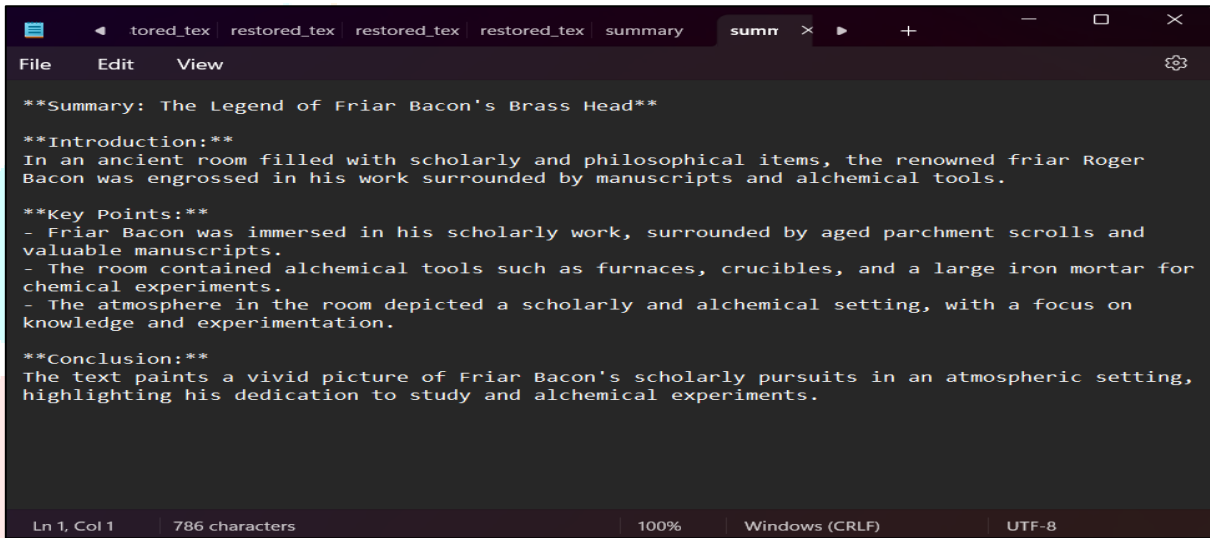 tored_tex restored_tex restored_tex restored_tex summary summ
File Edit View
**Summary: The Legend of Friar Bacon's Brass Head**
**Introduction:**
In an ancient room filled with scholarly and philosophical items, the renowned friar Roger
Bacon was engrossed in his work surrounded by manuscripts and alchemical tools.
**Key Points:**
- Friar Bacon was immersed in his scholarly work, surrounded by aged parchment scrolls and
valuable manuscripts.
- The room contained alchemical tools such as furnaces, crucibles, and a large iron mortar for
chemical experiments.
- The atmosphere in the room depicted a scholarly and alchemical setting, with a focus on
knowledge and experimentation.
**Conclusion:**
The text paints a vivid picture of Friar Bacon's scholarly pursuits in an atmospheric setting,
highlighting his dedication to study and alchemical experiments.
Ln 1, Col 1 786 characters 100% Windows (CRLF) UTF-8